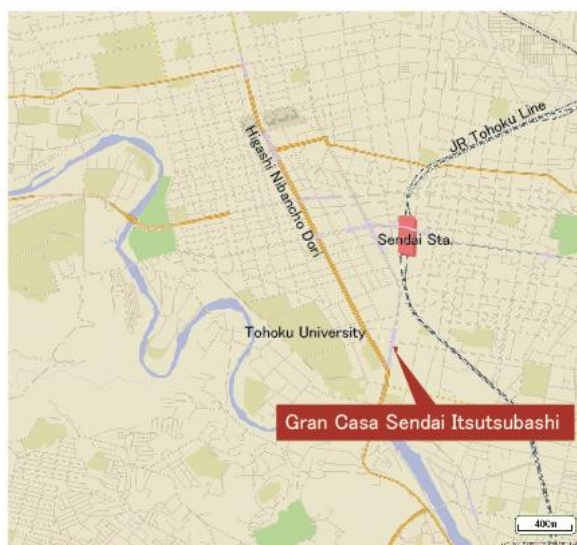 JR Tohoku Line
Higashi Nibancho Dori
Sendai Sta.
Tohoku University
Gran Casa Sendai Itsutsubashi
400m